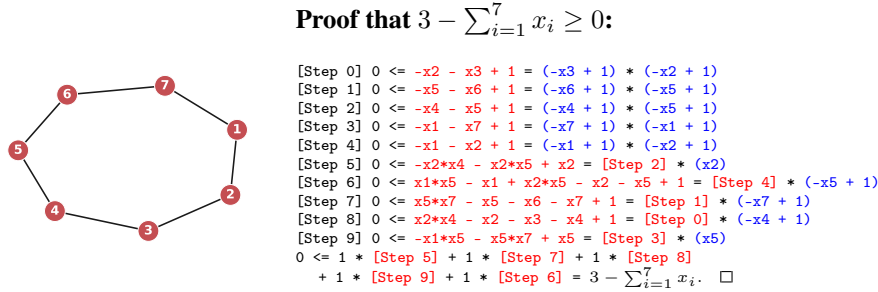 Proof that 3 − ∑_{i=1}^{7} x_i ≥ 0:
[Step 0] 0 <= -x2 - x3 + 1 = (-x3 + 1) * (-x2 + 1)
[Step 1] 0 <= -x5 - x6 + 1 = (-x6 + 1) * (-x5 + 1)
[Step 2] 0 <= -x4 - x5 + 1 = (-x4 + 1) * (-x5 + 1)
[Step 3] 0 <= -x1 - x7 + 1 = (-x7 + 1) * (-x1 + 1)
[Step 4] 0 <= -x1 - x2 + 1 = (-x1 + 1) * (-x2 + 1)
[Step 5] 0 <= -x2*x4 - x2*x5 + x2 = [Step 2] * (x2)
[Step 6] 0 <= x1*x5 - x1 + x2*x5 - x2 - x5 + 1 = [Step 4] * (-x5 + 1)
[Step 7] 0 <= x5*x7 - x5 - x6 - x7 + 1 = [Step 1] * (-x7 + 1)
[Step 8] 0 <= x2*x4 - x2 - x3 - x4 + 1 = [Step 0] * (-x4 + 1)
[Step 9] 0 <= -x1*x5 - x5*x7 + x5 = [Step 3] * (x5)
0 <= 1 * [Step 5] + 1 * [Step 7] + 1 * [Step 8]
+ 1 * [Step 9] + 1 * [Step 6] = 3 − ∑_{i=1}^{7} x_i. □
7
6
1
5
2
4
3